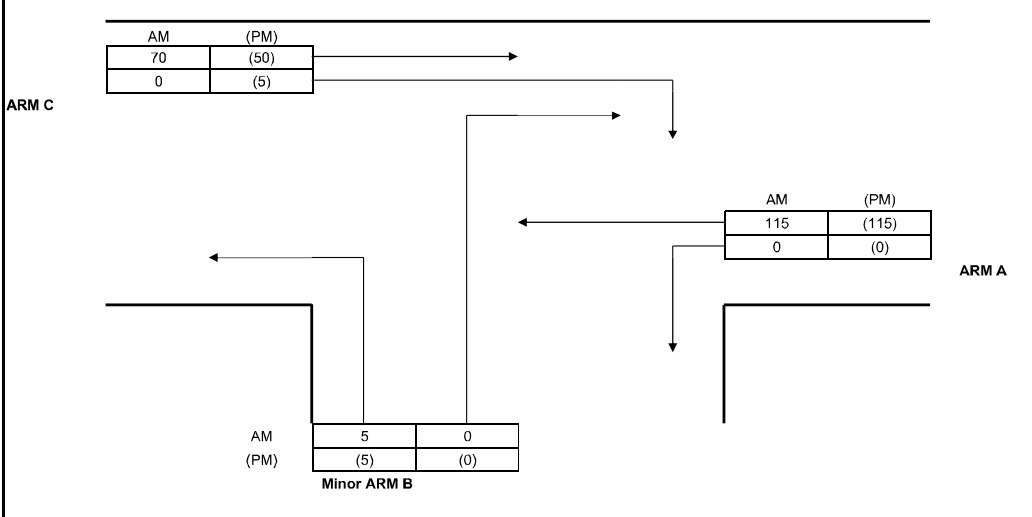 AM (PM)
70 (50)
0 (5)
ARM C
AM (PM)
115 (115)
0 (0)
ARM A
AM 5 0
(PM) (5) (0)
Minor ARM B